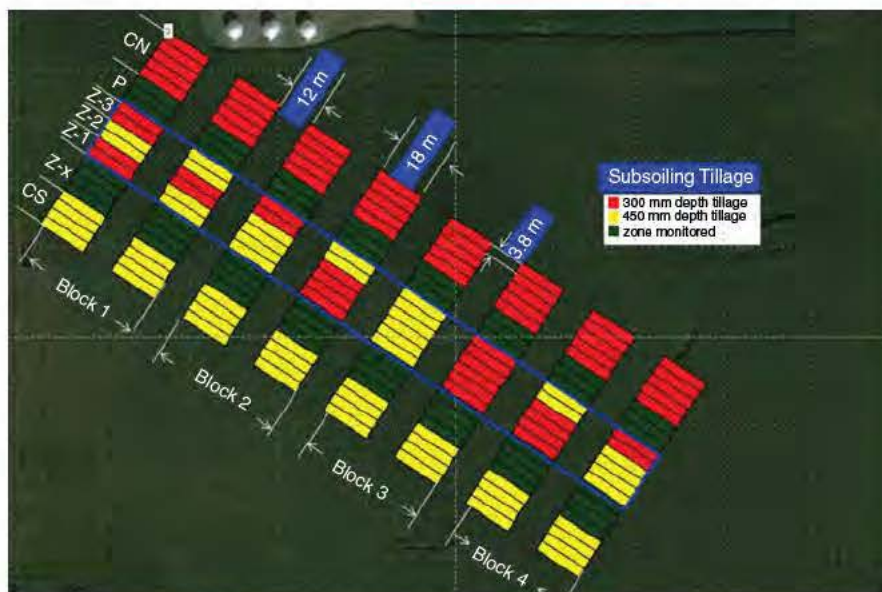 CN
P
Z-3
Z-2
Z-1
Z-x
CS
12 m
18 m
3.8 m
Subsoiling Tillage
300 mm depth tillage
450 mm depth tillage
zone monitored
Block 1
Block 2
Block 3
Block 4